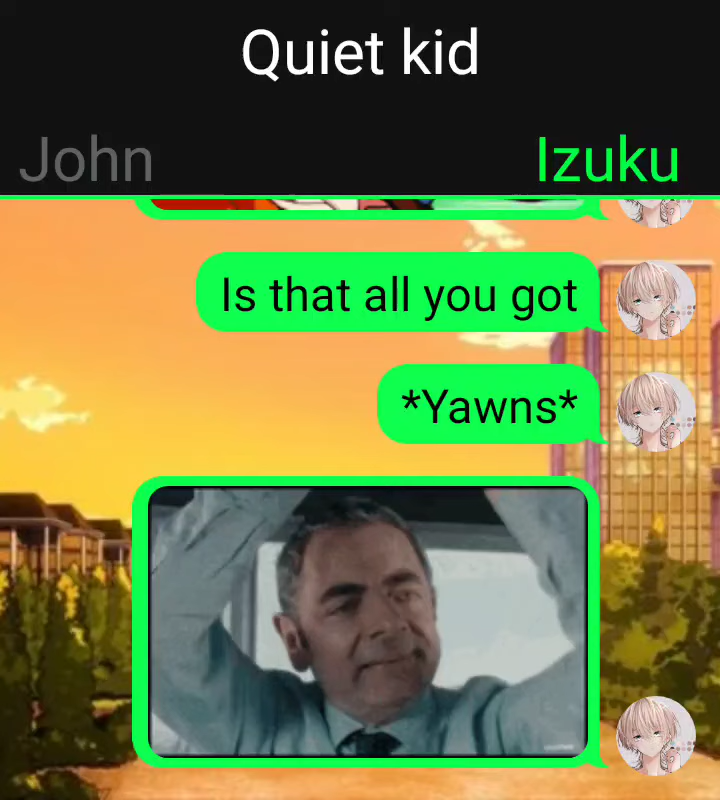 Quiet kid
John
Izuku
Is that all you got
*Yawns*